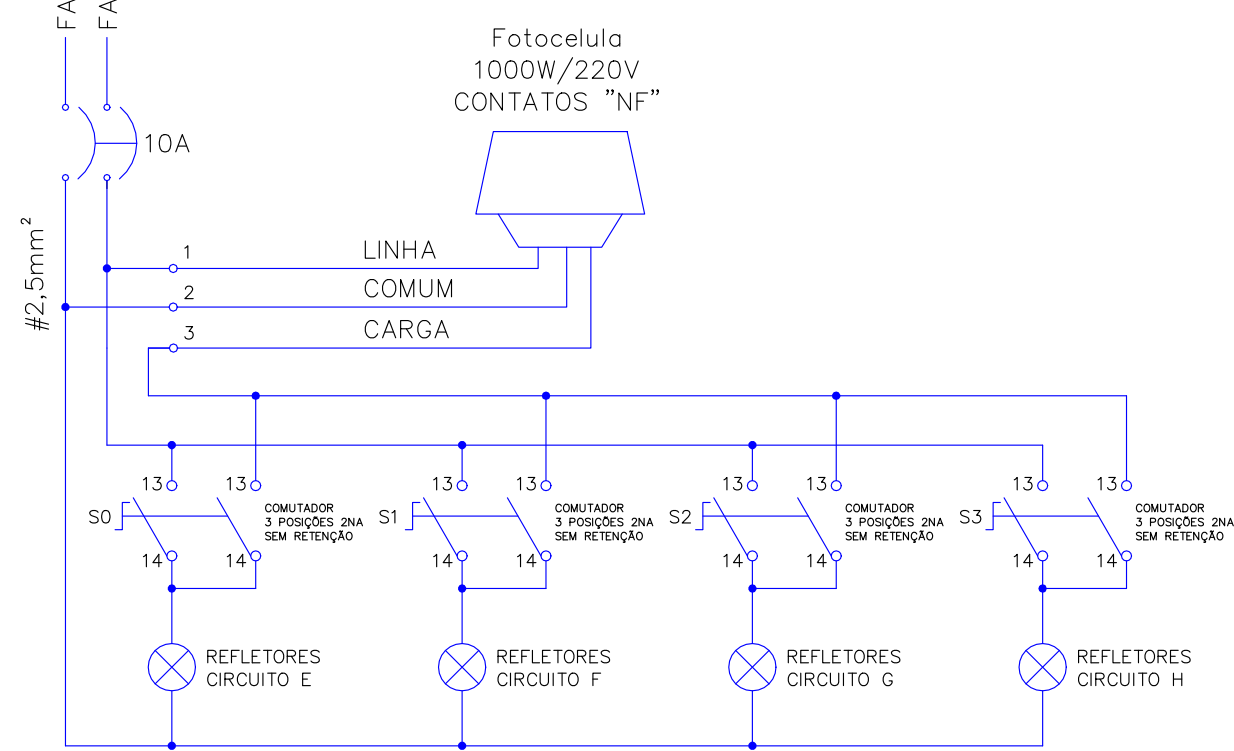 FA
FA
Fotocelula
1000W/220V
CONTATOS "NF"
10A
#2,5mm²
1
LINHA
2
COMUM
3
CARGA
13
13
13
13
13
13
13
13
S0
COMUTADOR
3 POSIÇÕES 2NA
SEM RETENÇÃO
S1
COMUTADOR
3 POSIÇÕES 2NA
SEM RETENÇÃO
S2
COMUTADOR
3 POSIÇÕES 2NA
SEM RETENÇÃO
S3
COMUTADOR
3 POSIÇÕES 2NA
SEM RETENÇÃO
14
14
14
14
14
14
14
14
REFLETORES
CIRCUITO E
REFLETORES
CIRCUITO F
REFLETORES
CIRCUITO G
REFLETORES
CIRCUITO H